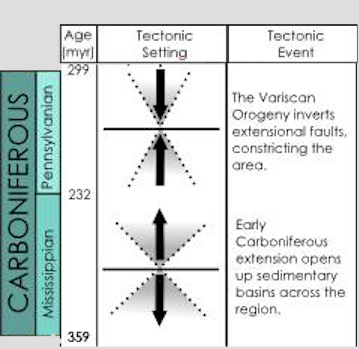 Age
(myr)
Tectonic
Setting
Tectonic
Event
299
CARBONIFEROUS
Pennsylvanian
The Variscan
Orogeny inverts
extensional faults,
constricting the
area.
232
Mississippian
Early
Carboniferous
extension opens
up sedimentary
basins across the
region.
359